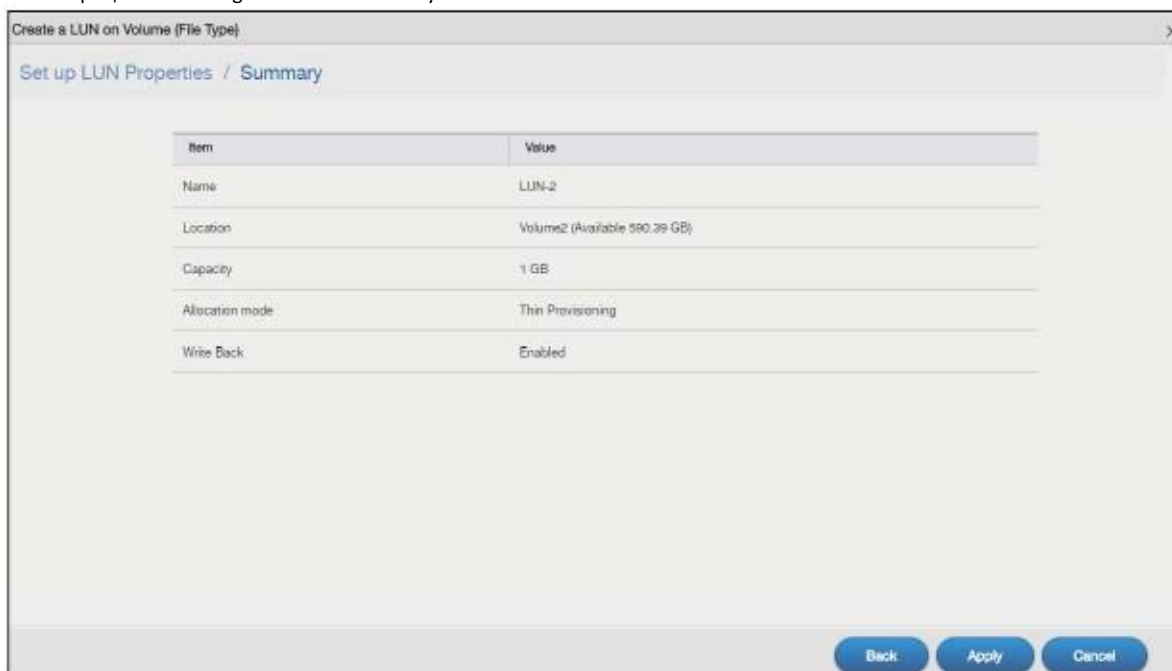 Create a LUN on Volume (File Type)
Set up LUN Properties / Summary
Item Value
Name LUN-2
Location Volume2 (Available 590.39 GB)
Capacity 1 GB
Allocation mode Thin Provisioning
Write Back Enabled
Back Apply Cancel